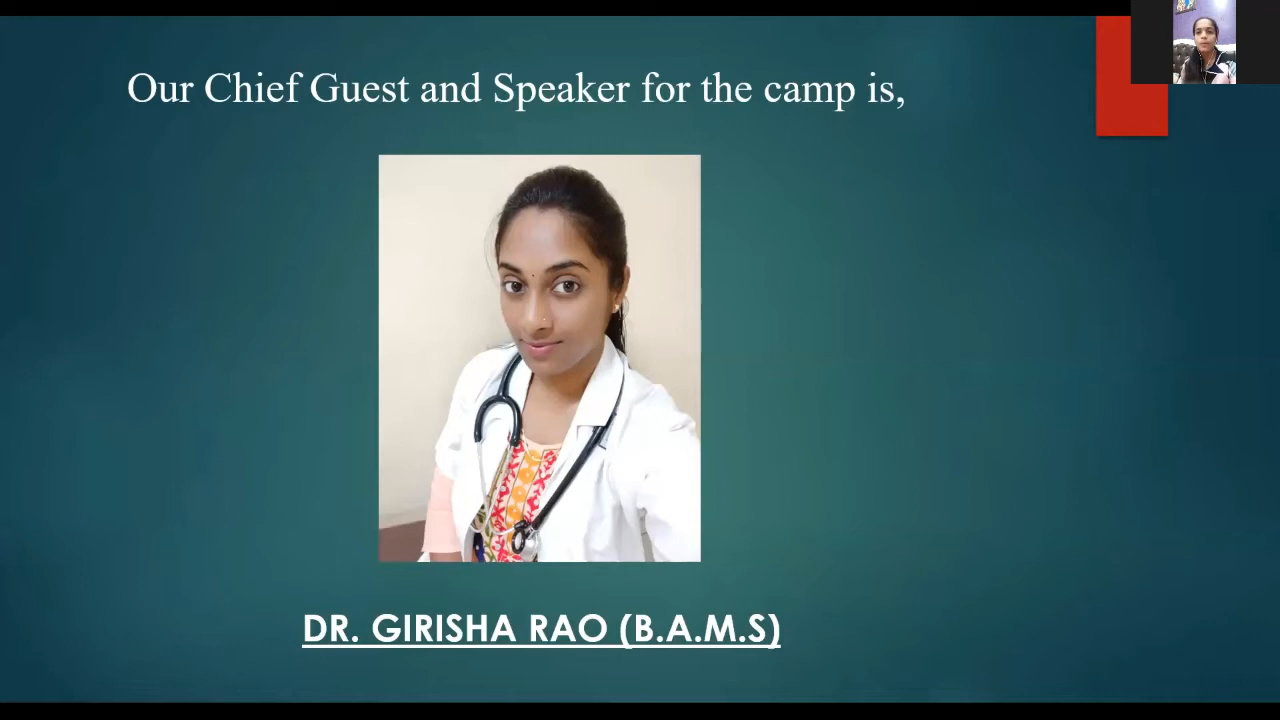 Our Chief Guest and Speaker for the camp is,
DR. GIRISHA RAO (B.A.M.S)